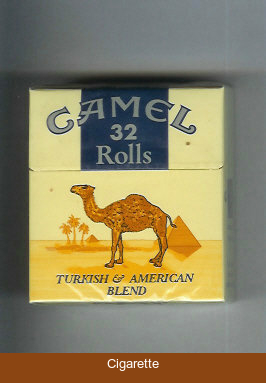 CAMEL
32
Rolls
TURKISH & AMERICAN
BLEND
Cigarette